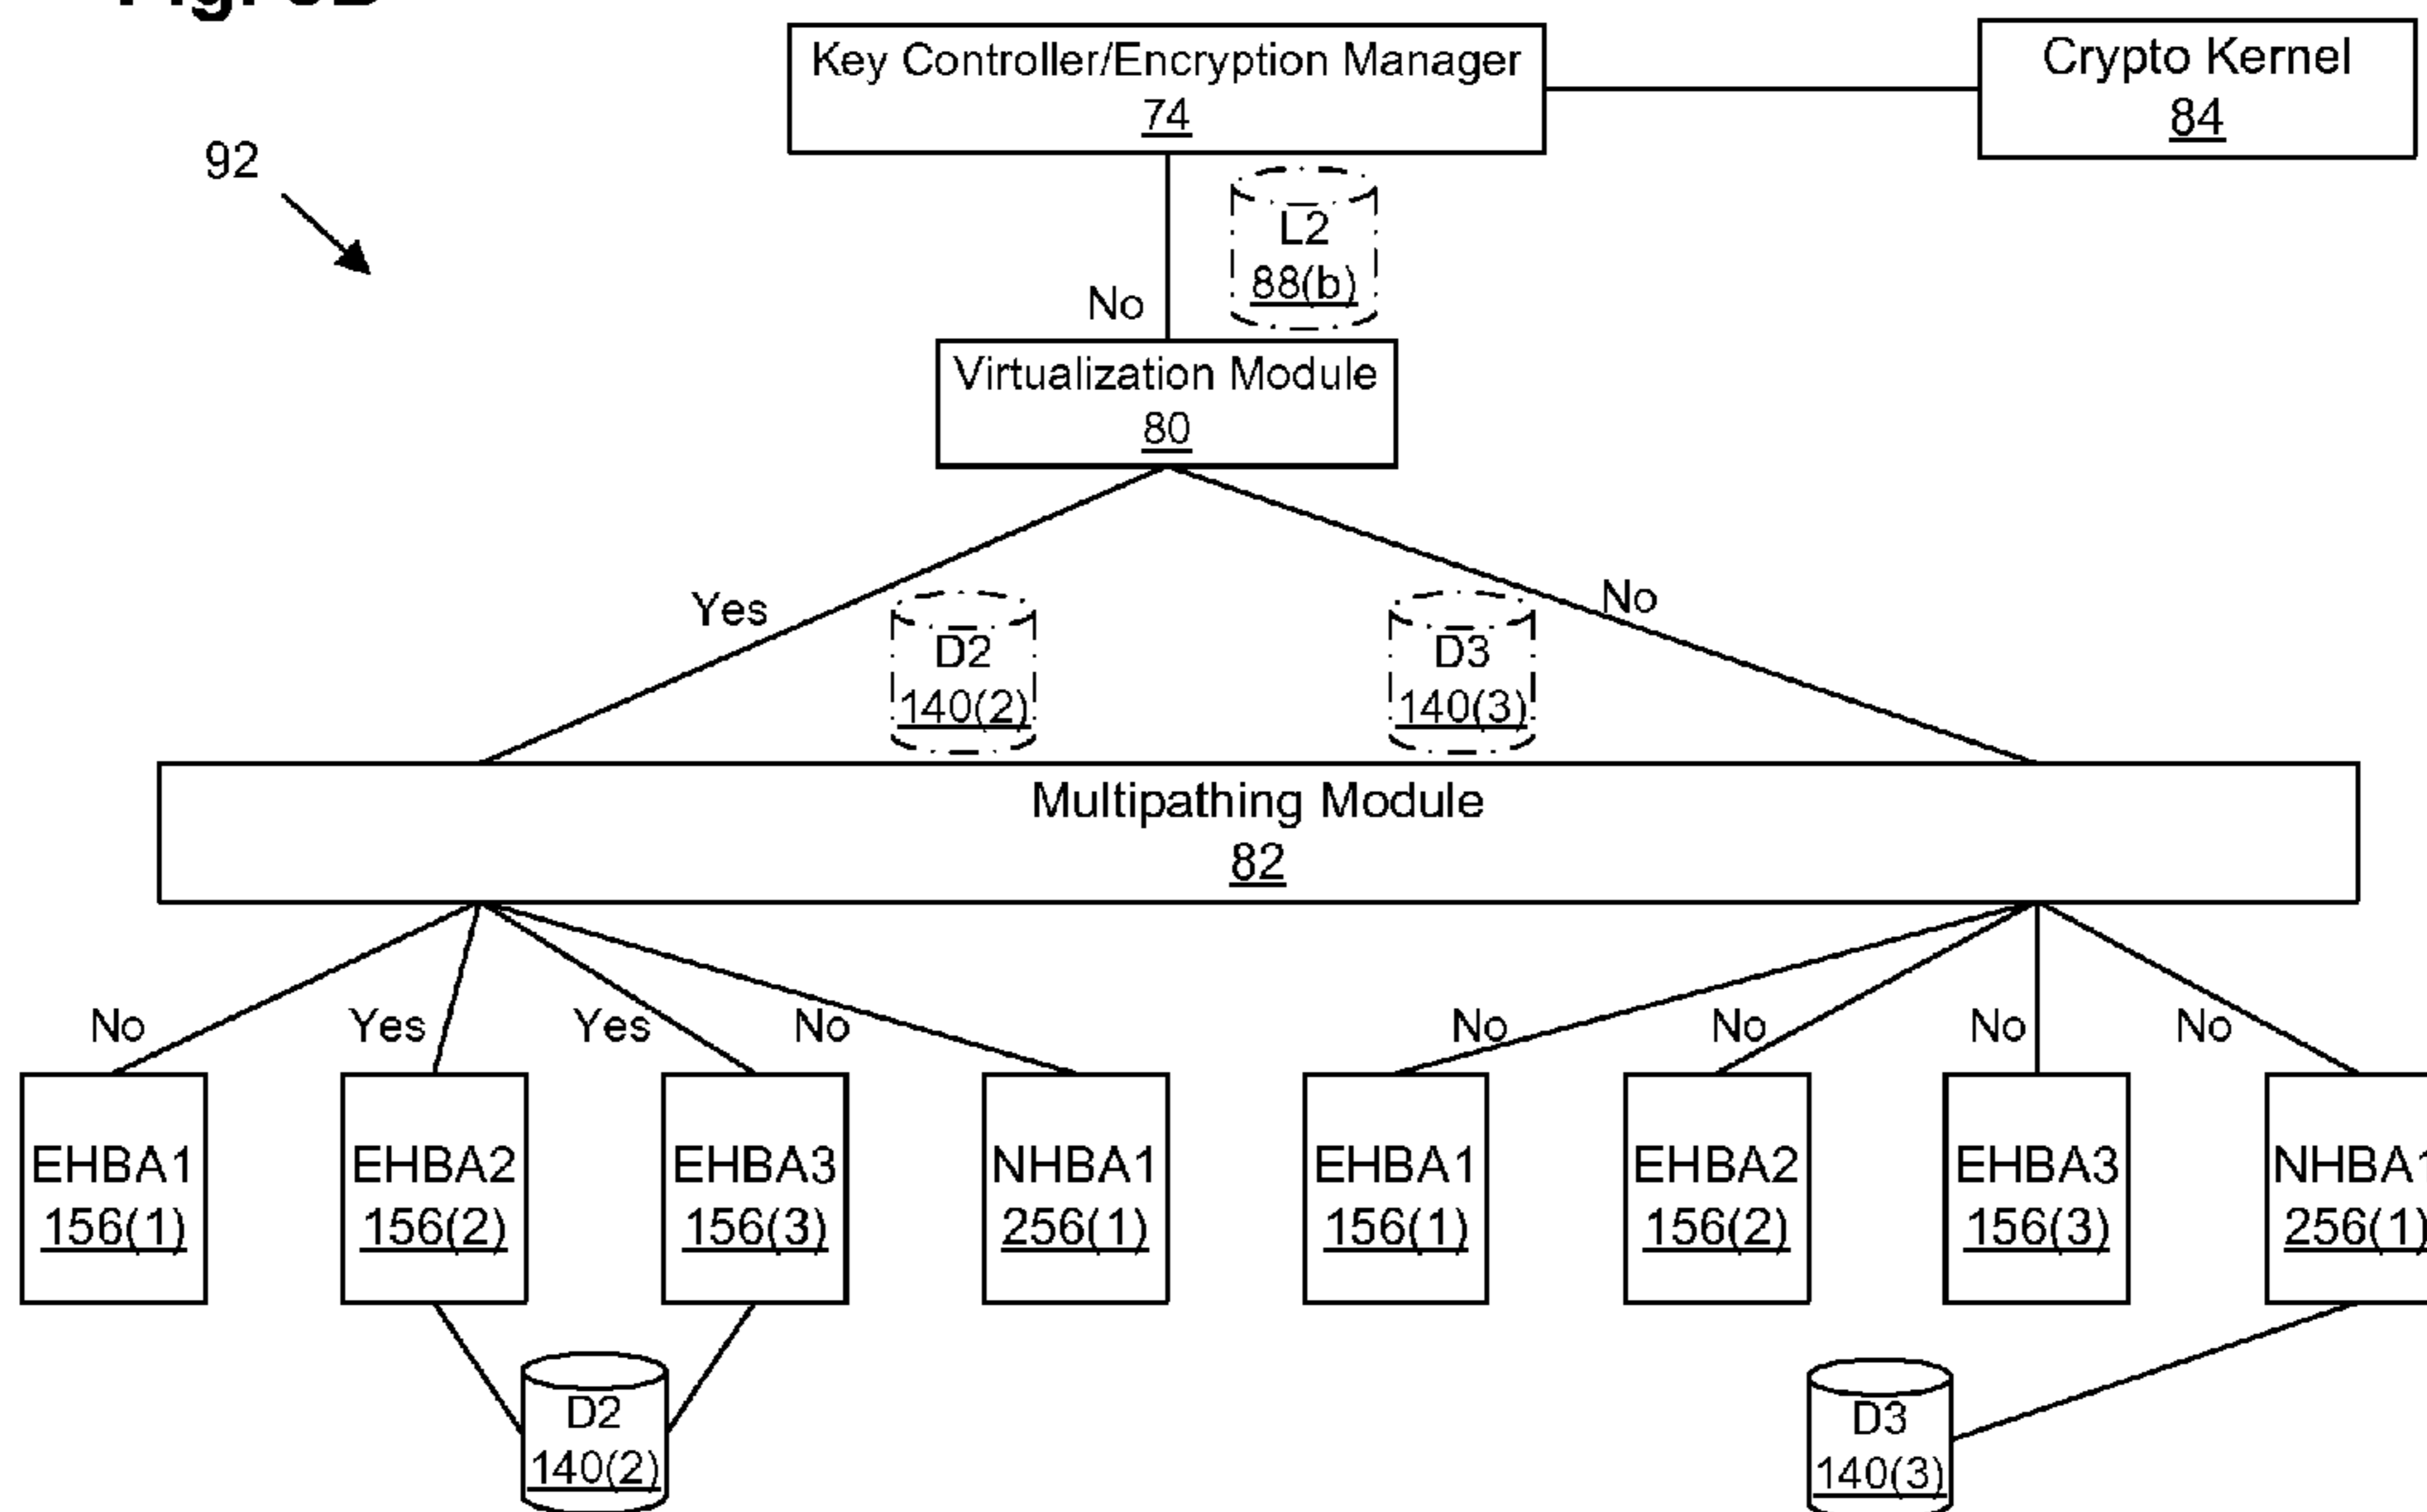 Key Controller/Encryption Manager
74
Crypto Kernel
84
92
L2
88(b)
No
Virtualization Module
80
Yes
D2
140(2)
D3
140(3)
No
Multipathing Module
82
No
Yes
Yes
No
No
No
No
No
EHBA1
156(1)
EHBA2
156(2)
EHBA3
156(3)
NHBA1
256(1)
EHBA1
156(1)
EHBA2
156(2)
EHBA3
156(3)
NHBA1
256(1)
D2
140(2)
D3
140(3)